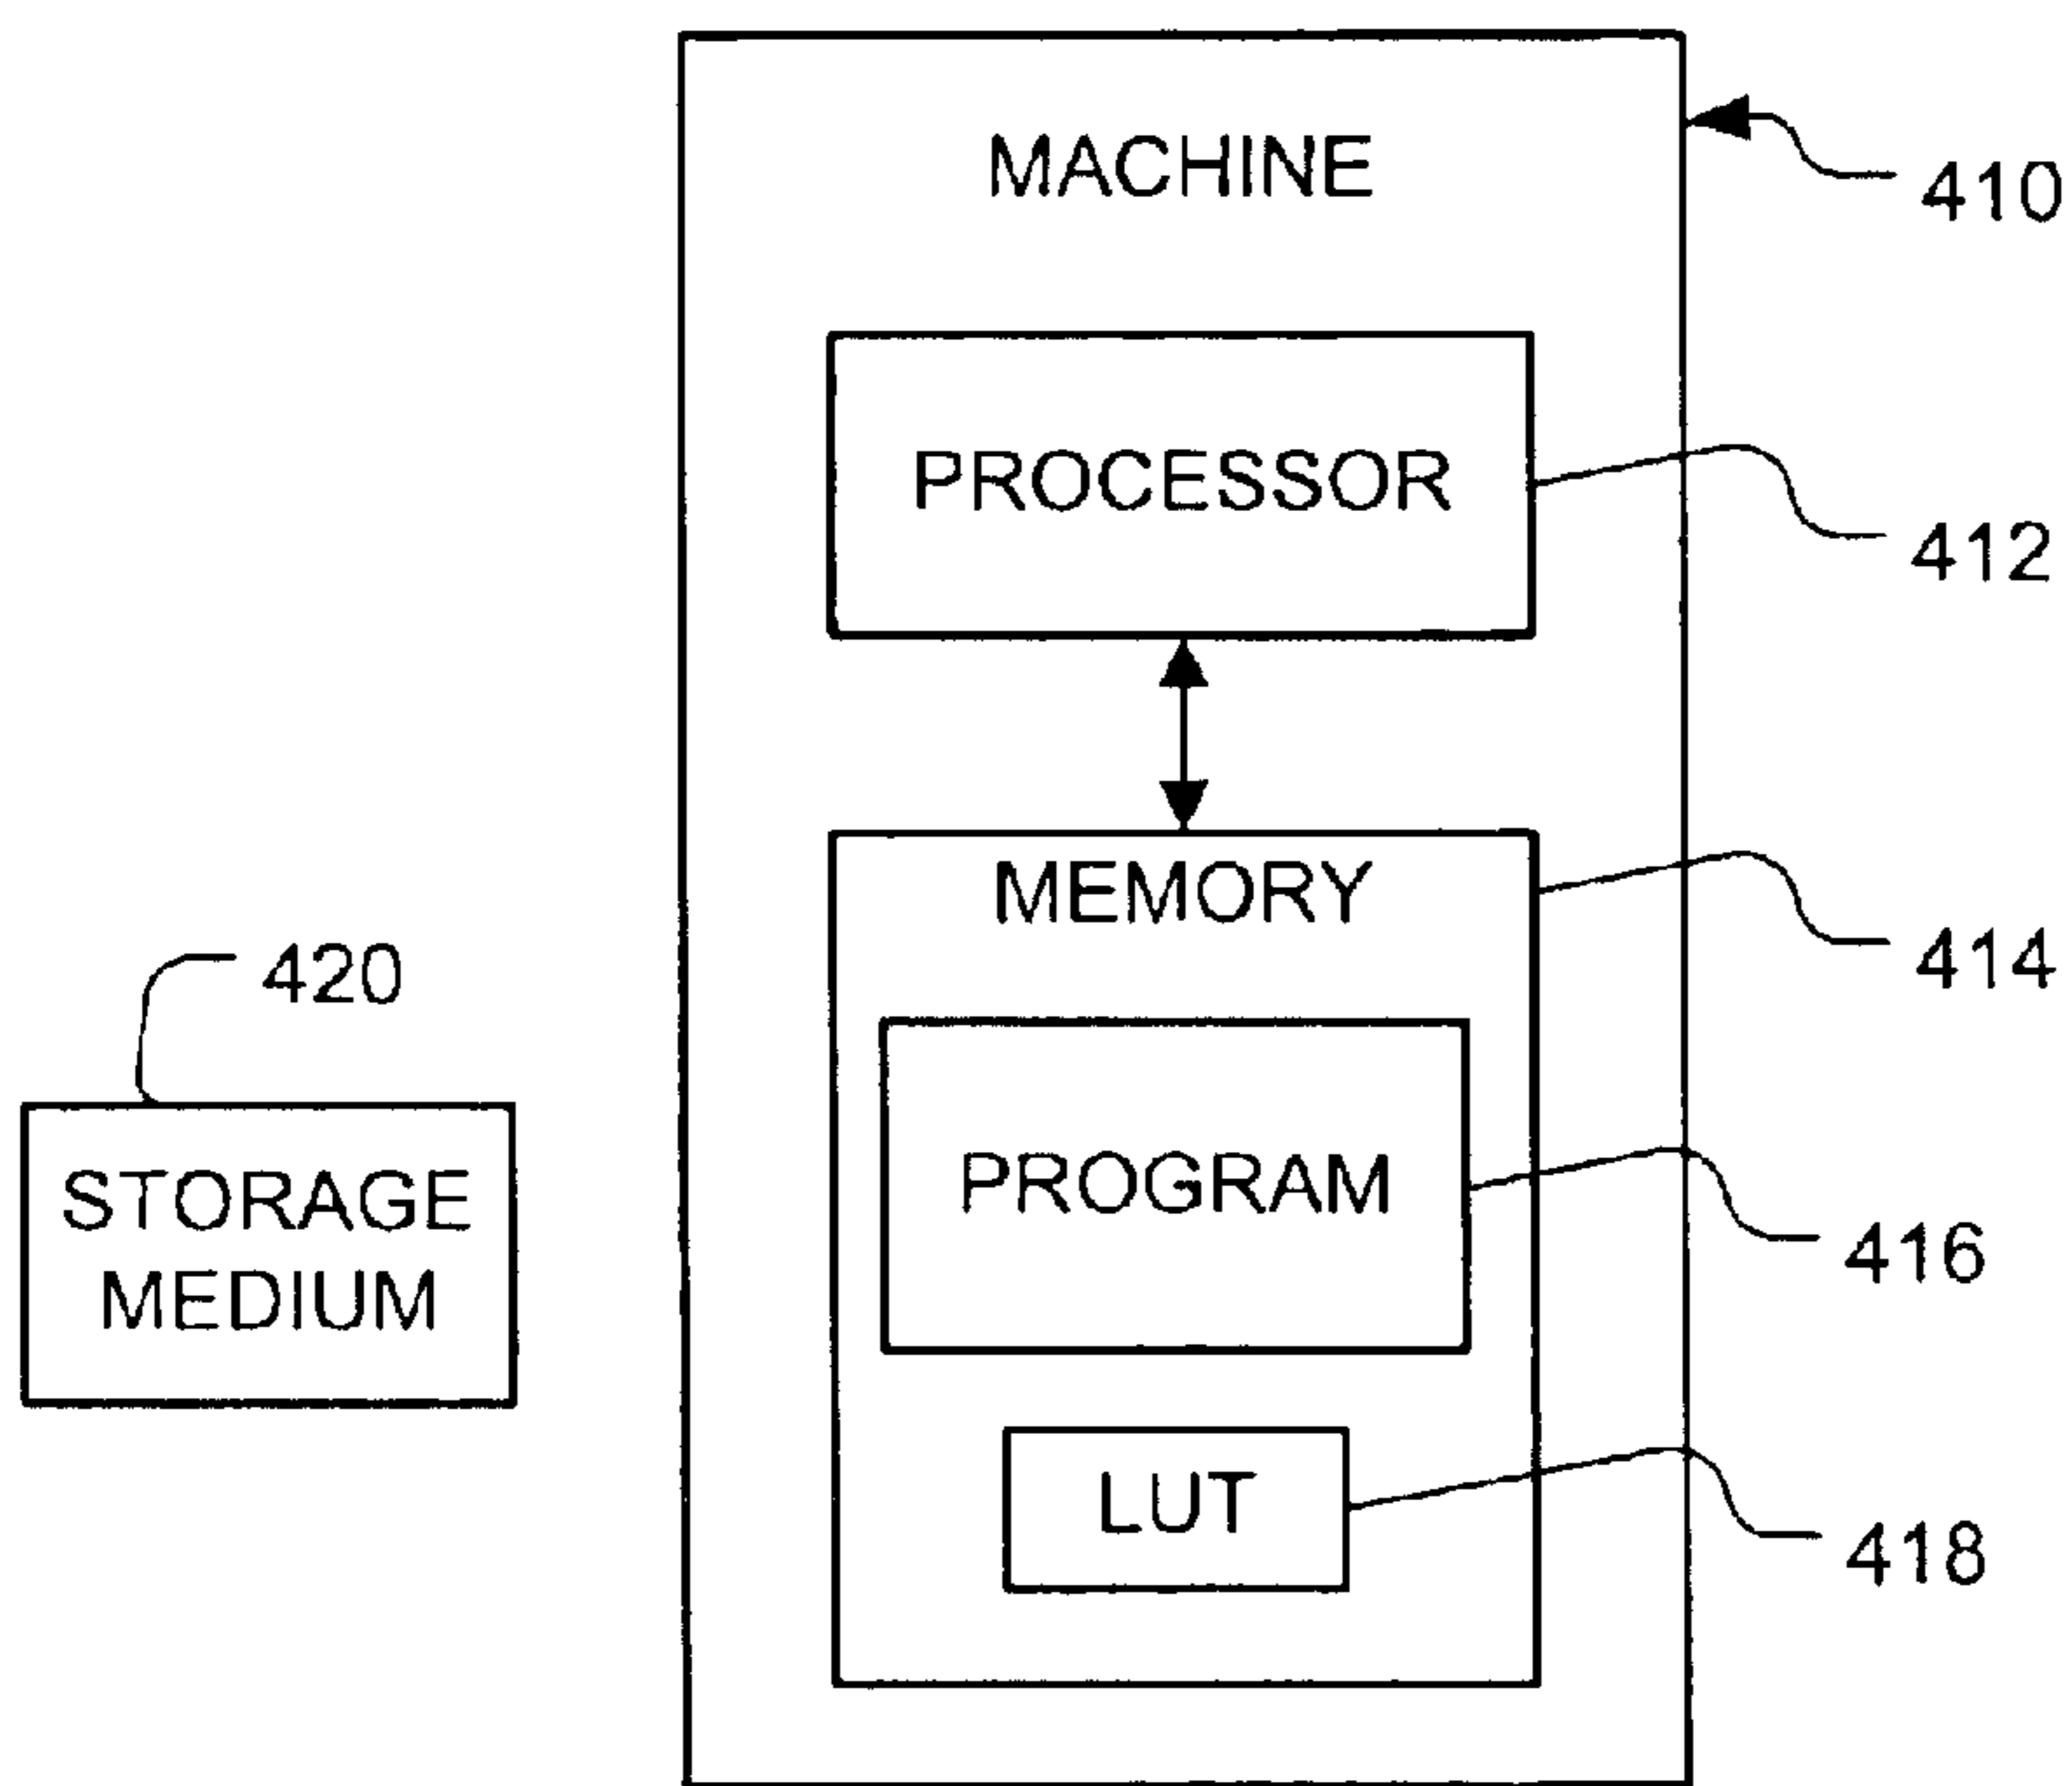 MACHINE
410
PROCESSOR
412
MEMORY
414
420
STORAGE
MEDIUM
PROGRAM
416
LUT
418